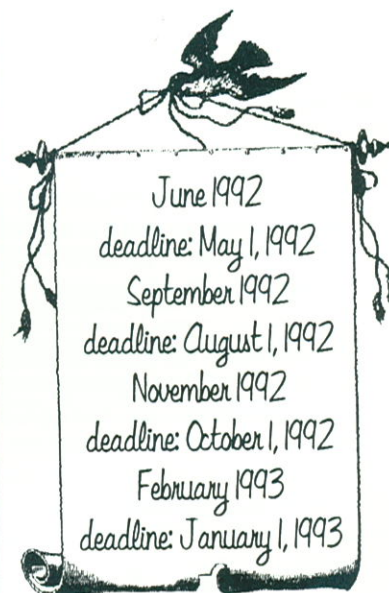 June 1992
deadline: May 1, 1992
September 1992
deadline: August 1, 1992
November 1992
deadline: October 1, 1992
February 1993
deadline: January 1, 1993